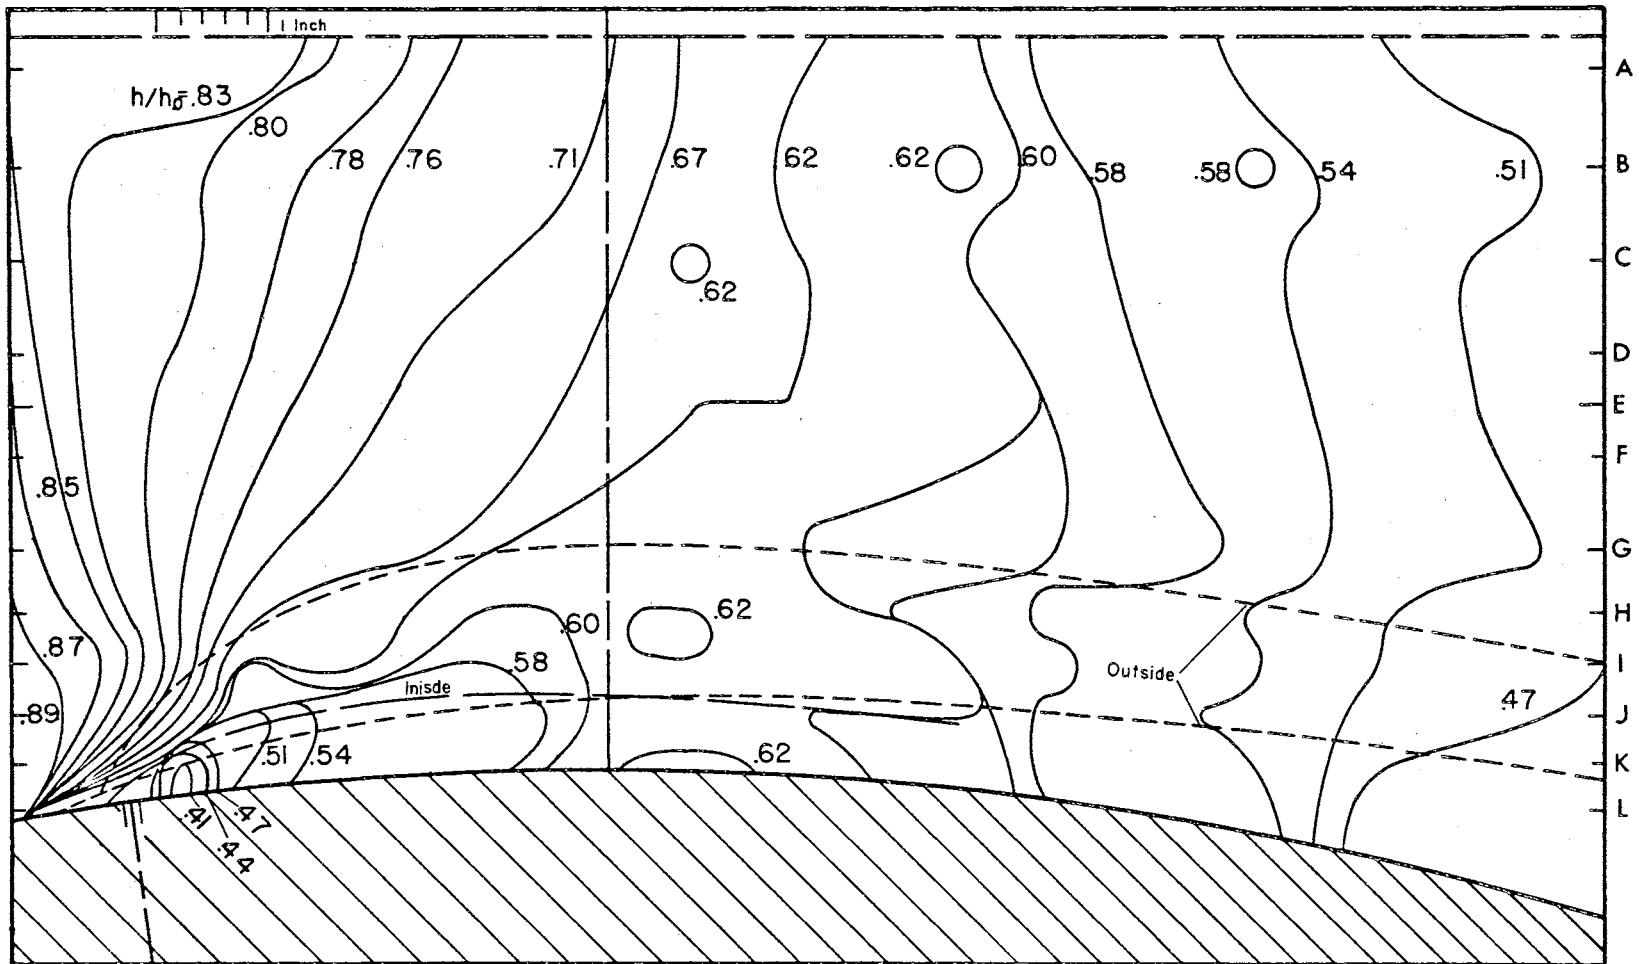 1 Inch
A
h/hō=.83
.80
.78
.76
.71
.67
.62
.62
.60
.58
.58
.54
.51
B
C
.62
D
E
F
.85
G
H
.60
.62
.87
I
.58
Outside
Inisde
.47
.89
J
.51
.54
.62
K
.41
.47
.44
L